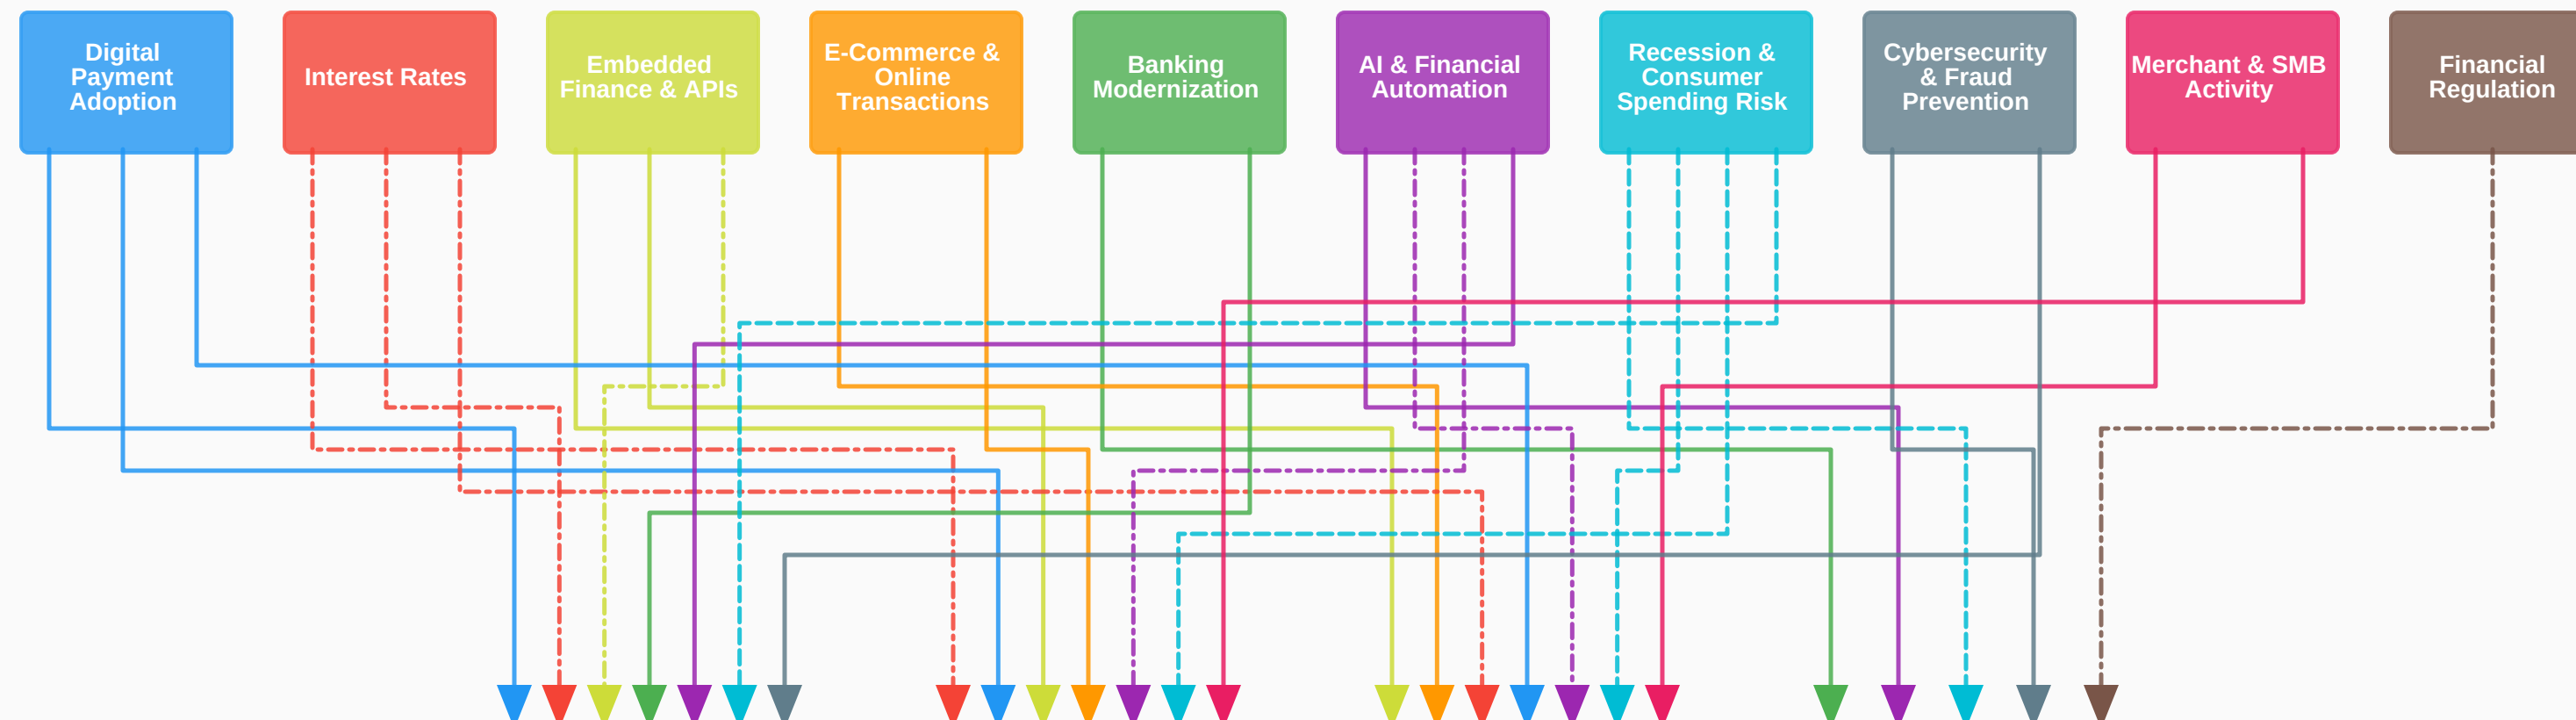 Digital
Payment
Adoption
Interest Rates
Embedded
Finance & APIs
E-Commerce &
Online
Transactions
Banking
Modernization
AI & Financial
Automation
Recession &
Consumer
Spending Risk
Cybersecurity
& Fraud
Prevention
Merchant & SMB
Activity
Financial
Regulation